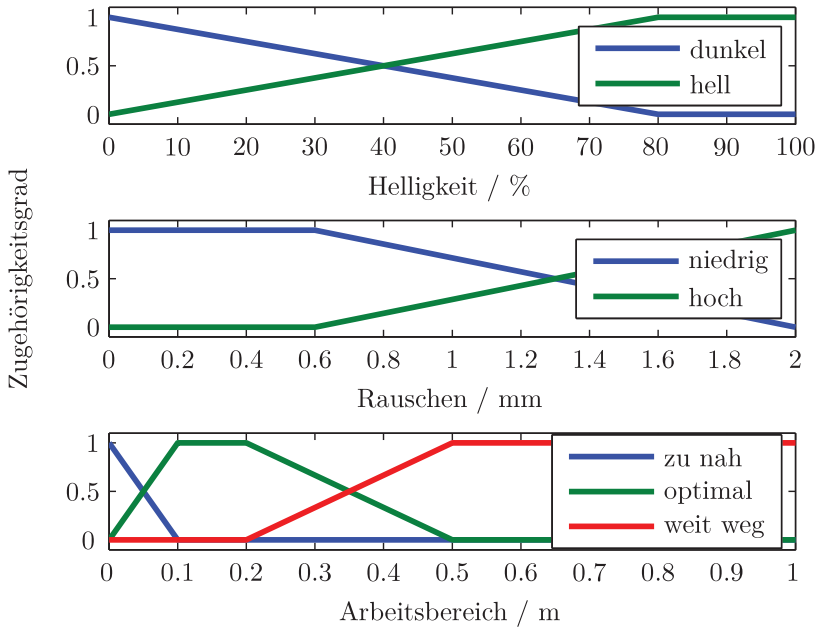 Zugehörigkeitsgrad
1
0.5
0
dunkel
hell
0 10 20 30 40 50 60 70 80 90 100
Helligkeit / %
1
0.5
0
niedrig
hoch
0 0.2 0.4 0.6 0.8 1 1.2 1.4 1.6 1.8 2
Rauschen / mm
1
0.5
0
zu nah
optimal
weit weg
0 0.1 0.2 0.3 0.4 0.5 0.6 0.7 0.8 0.9 1
Arbeitsbereich / m